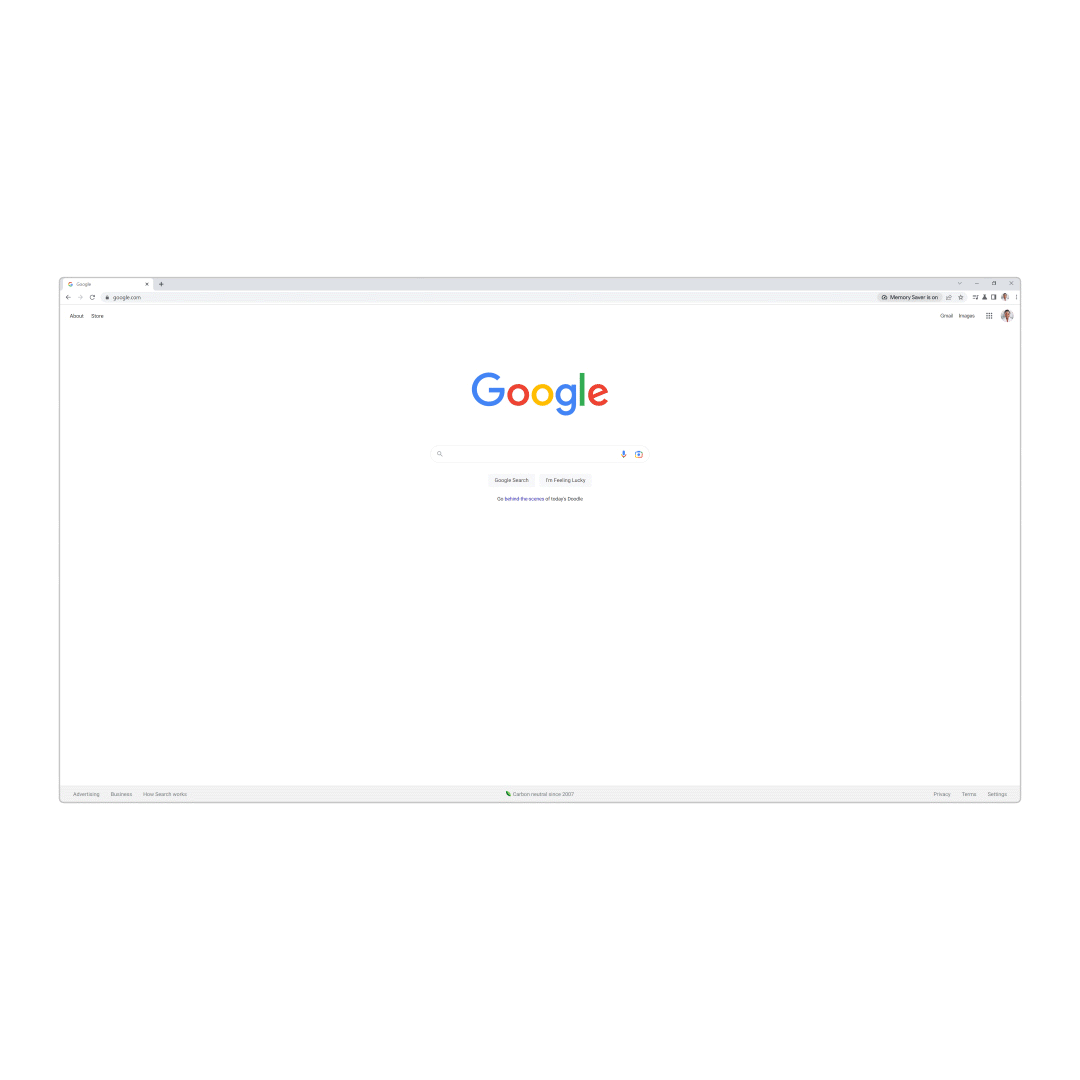 Google
google.com
Memory Saver is on
About Store
Gmail Images
Google
Google Search I'm Feeling Lucky
Go behind the scenes of today's Doodle
Advertising Business How Search works
Carbon neutral since 2007
Privacy Terms Settings